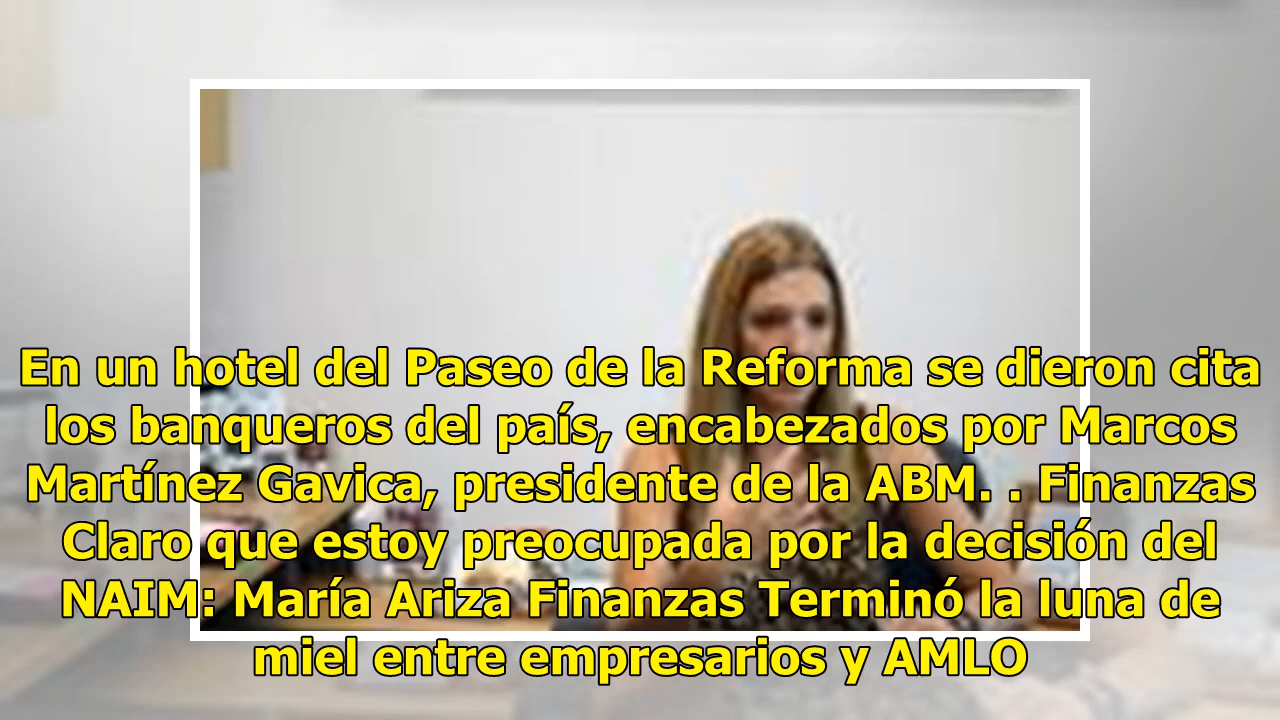 En un hotel del Paseo de la Reforma se dieron cita
los banqueros del país, encabezados por Marcos
Martínez Gavica, presidente de la ABM. . Finanzas
Claro que estoy preocupada por la decisión del
NAIM: María Ariza Finanzas Terminó la luna de
miel entre empresarios y AMLO